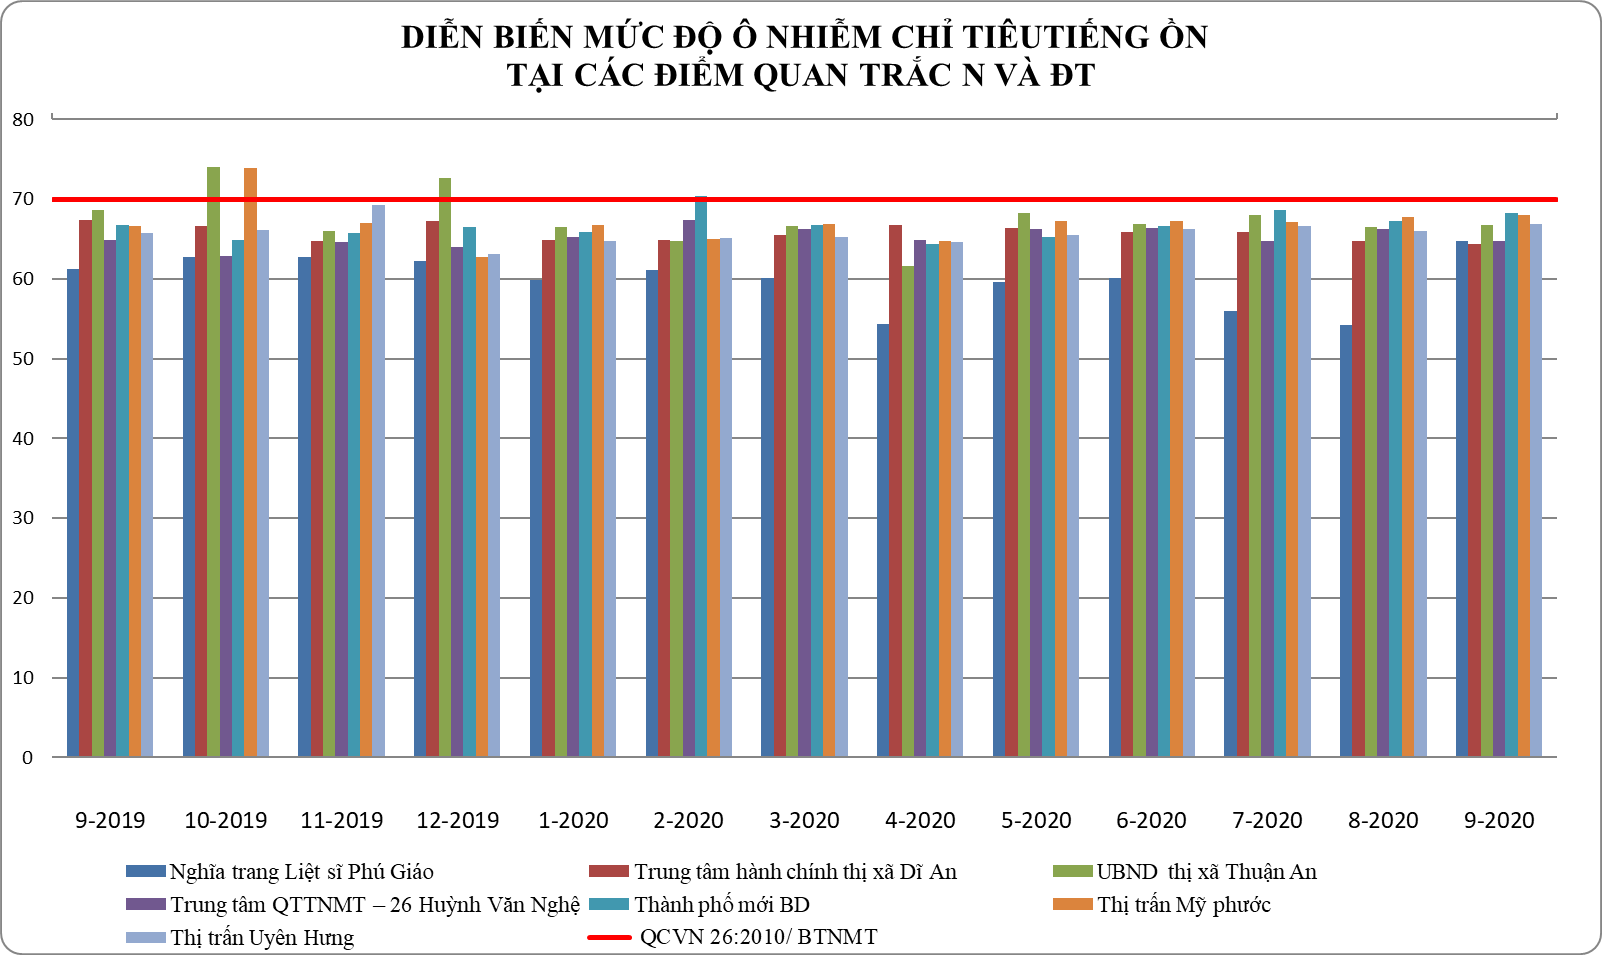 DIỄN BIẾN MỨC ĐỘ Ô NHIỄM CHỈ TIÊUTIẾNG ỒN
TẠI CÁC ĐIỂM QUAN TRẮC N VÀ ĐT
80
70
60
50
40
30
20
10
0
9-2019 10-2019 11-2019 12-2019 1-2020 2-2020 3-2020 4-2020 5-2020 6-2020 7-2020 8-2020 9-2020
Nghĩa trang Liệt sĩ Phú Giáo Trung tâm hành chính thị xã Dĩ An UBND thị xã Thuận An
Trung tâm QTTNMT – 26 Huỳnh Văn Nghệ Thành phố mới BD Thị trấn Mỹ phước
Thị trấn Uyên Hưng QCVN 26:2010/ BTNMT